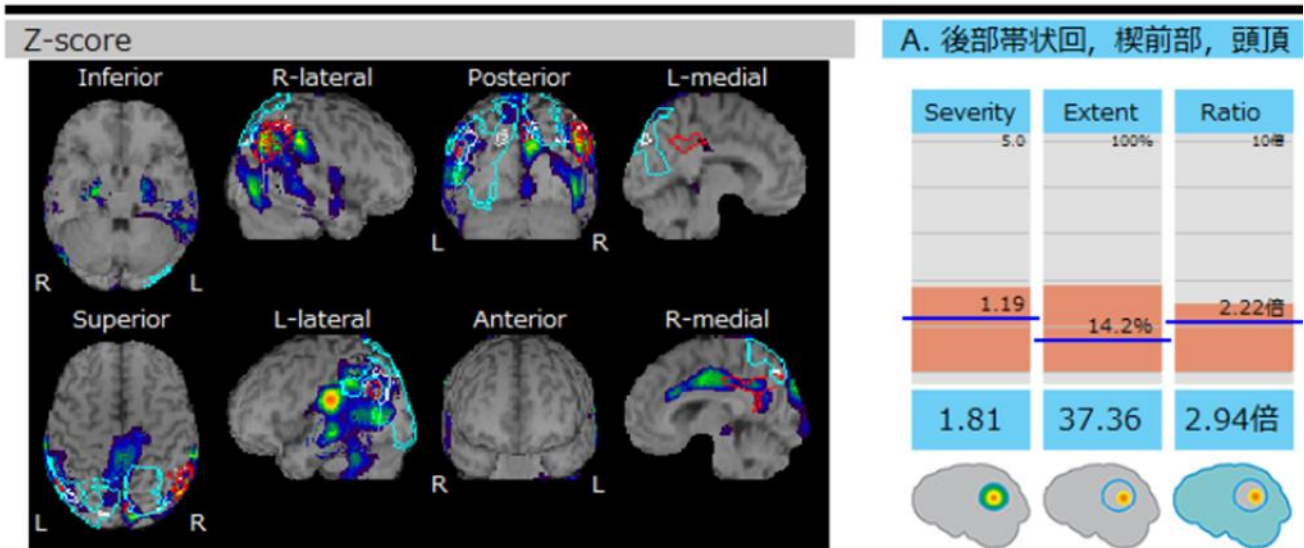 Z-score
Inferior R-lateral Posterior L-medial
L R
R L
Superior L-lateral Anterior R-medial
R L
L R
A. 後部帯状回, 楔前部, 頭頂
Severity Extent Ratio
5.0 100% 10倍
1.19 14.2% 2.22倍
1.81 37.36 2.94倍